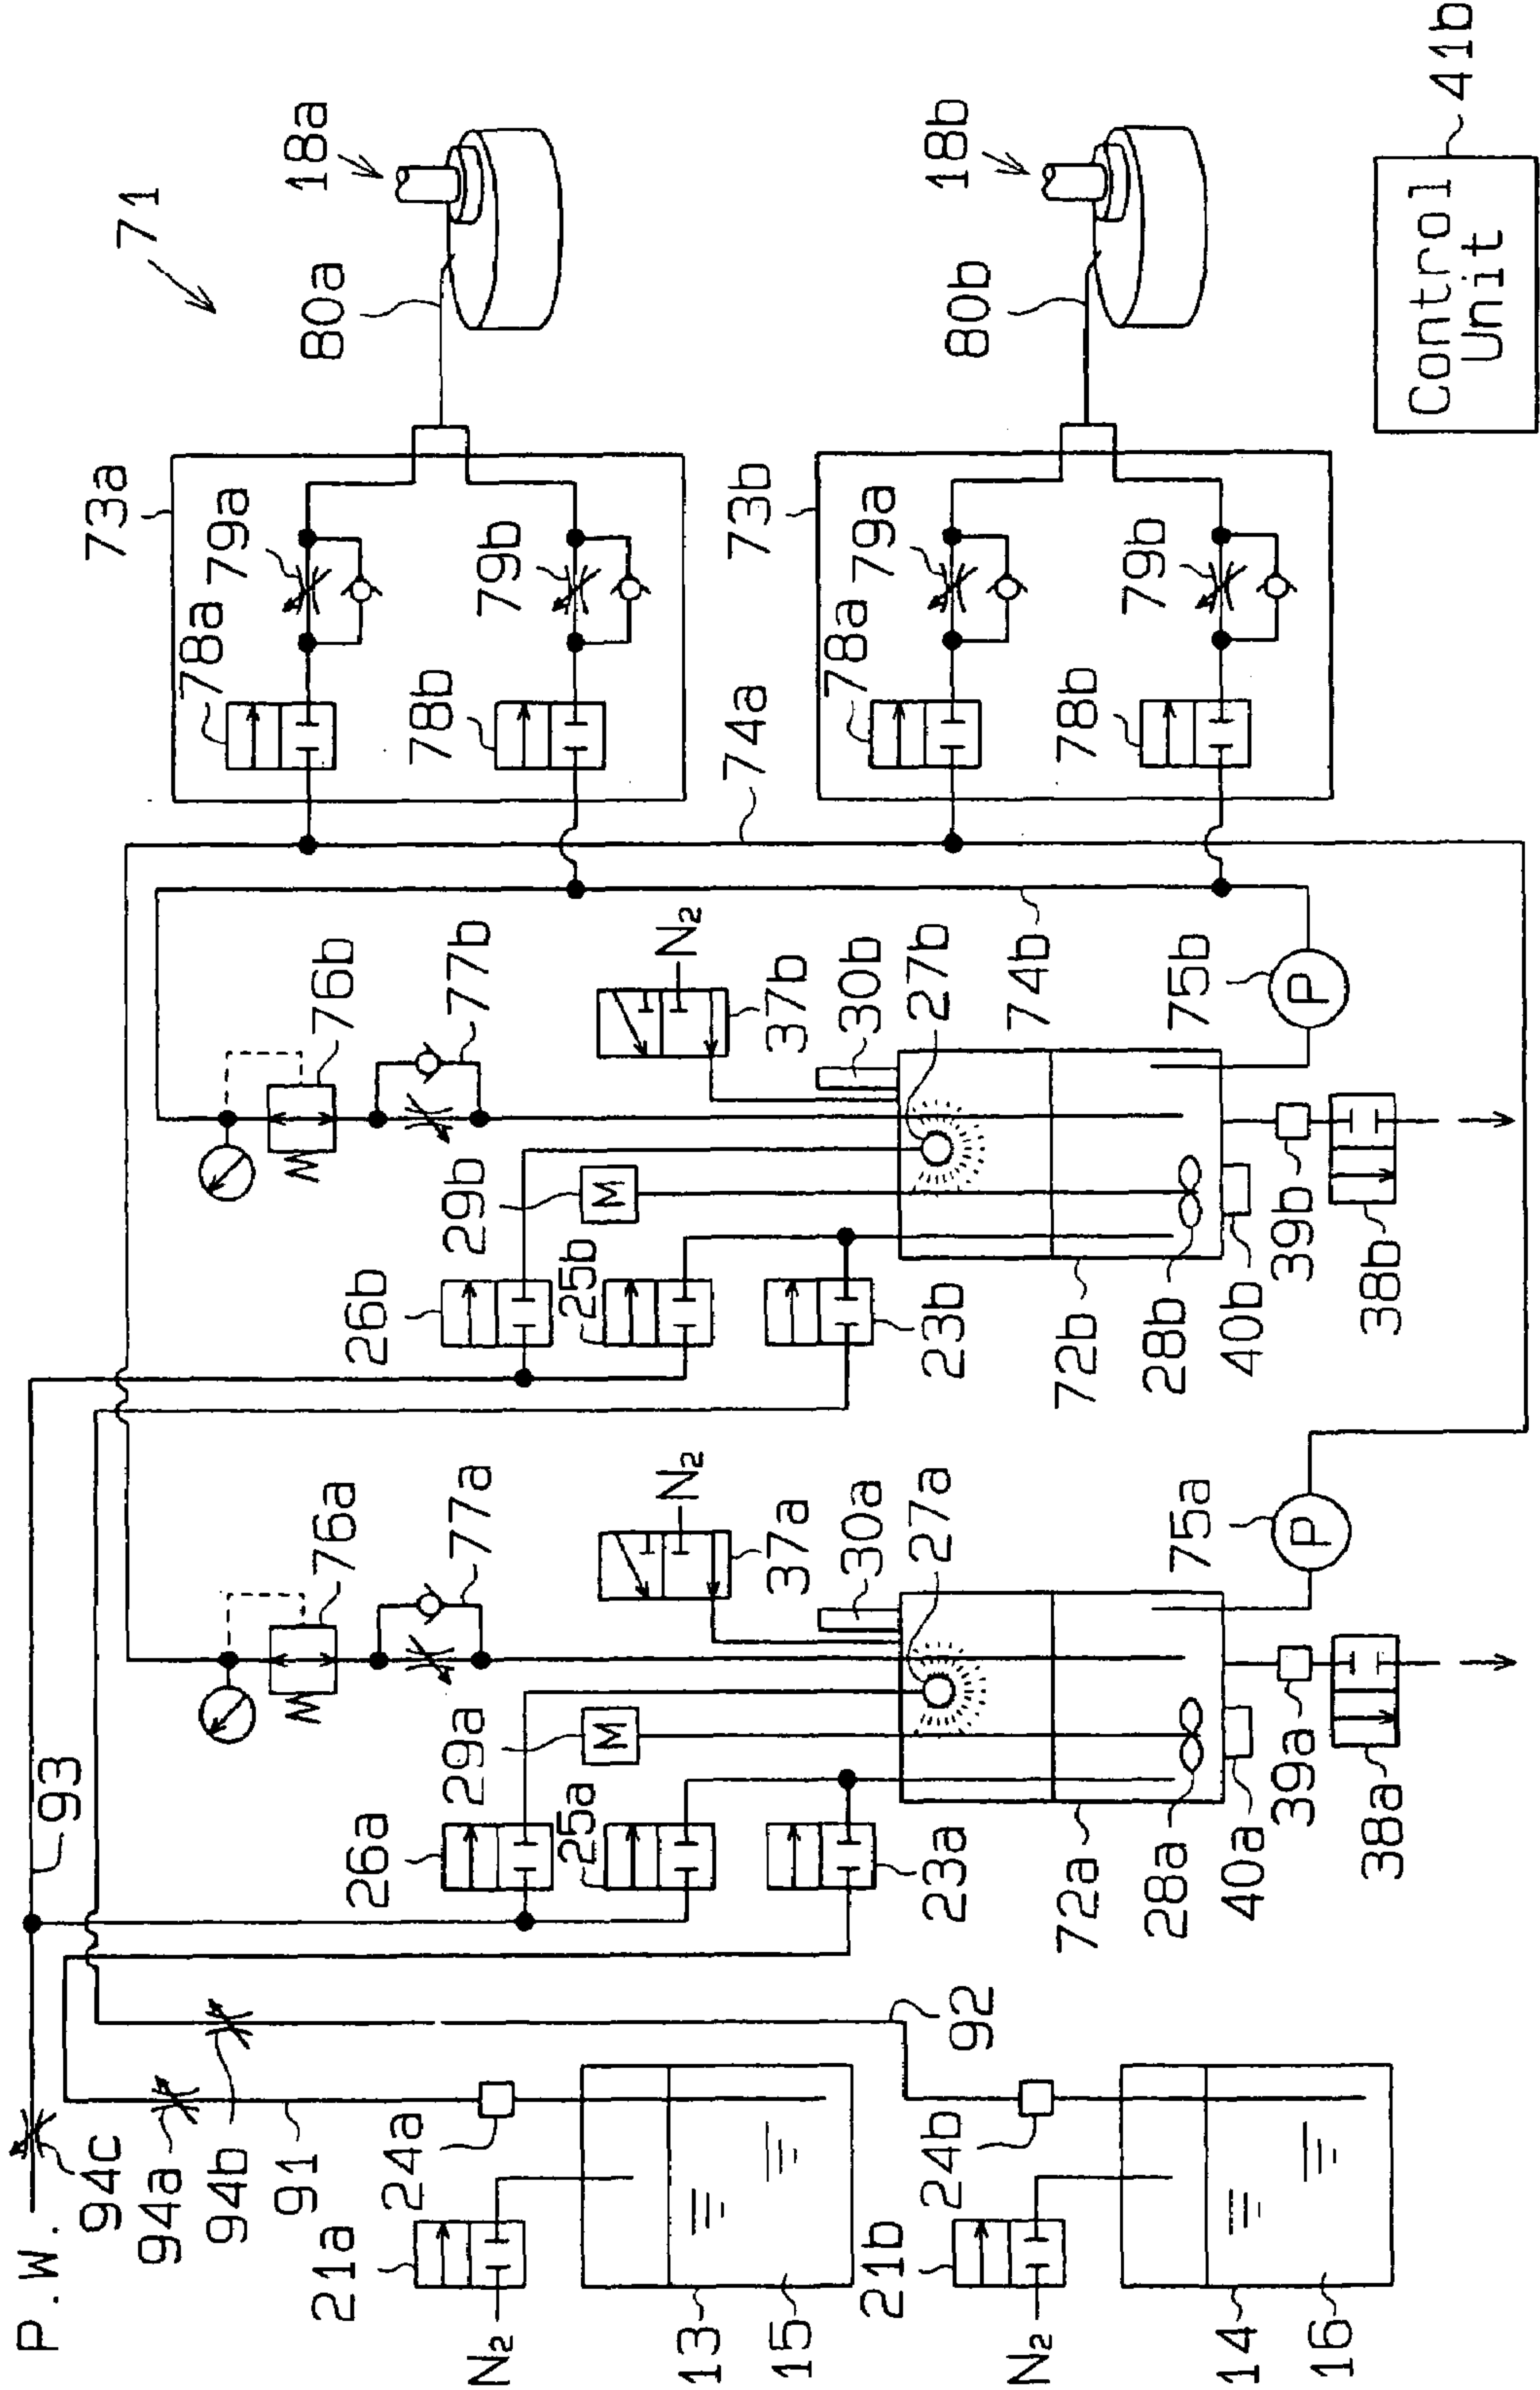 71
18a
80a
73a
79a
78a
79b
78b
18b
80b
73b
79a
78a
79b
78b
74a
Control
Unit
41b
76b
77b
N2
37b
30b
27b
74b
75b
29b
26b
25b
23b
72b
28b
40b
39b
38b
76a
77a
N2
37a
30a
27a
75a
93
29a
26a
25a
23a
72a
28a
40a
39a
38a
P.W.
94c
94a
94b
91
92
24a
21a
N2
13
15
24b
21b
N2
14
16
M
M
P
P